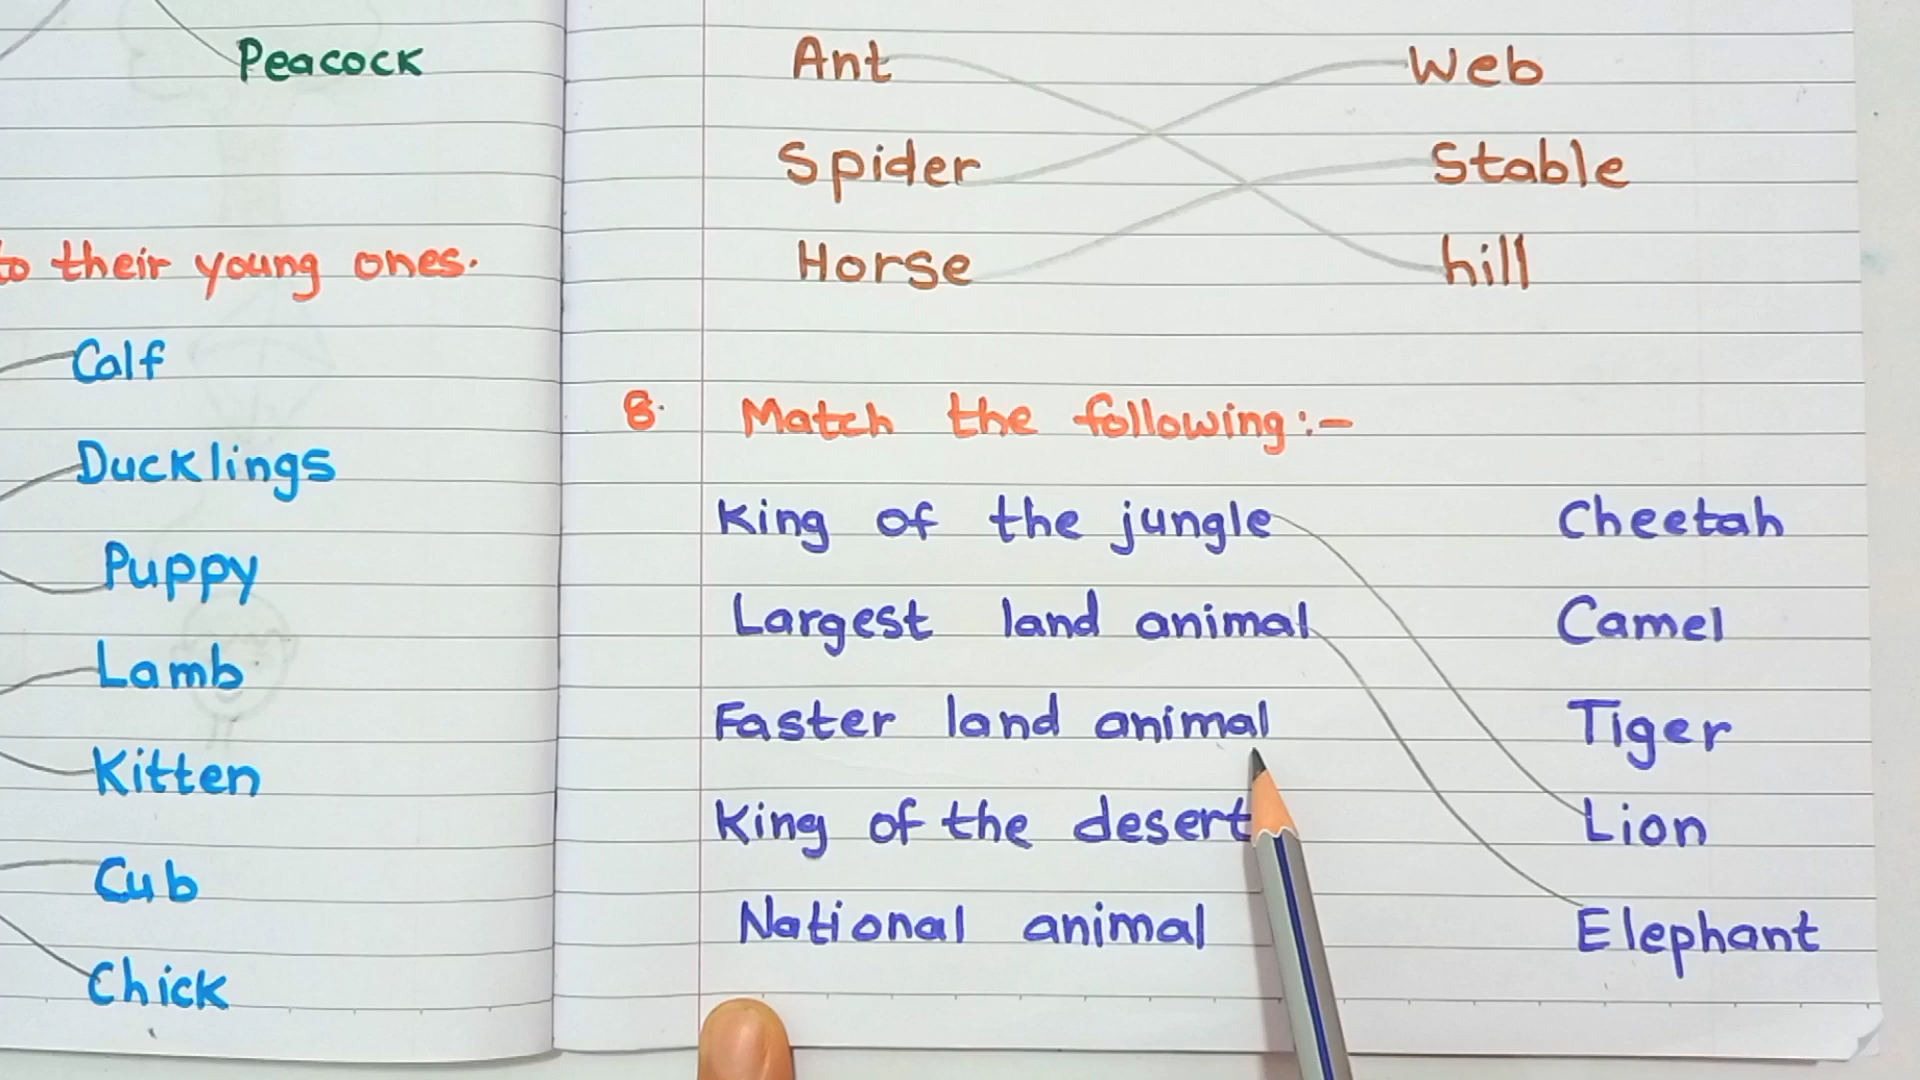 Peacock
to their young ones.
Calf
Ducklings
Puppy
Lamb
Kitten
Cub
Chick
Ant Web
Spider Stable
Horse hill
8. Match the following:-
King of the jungle Cheetah
Largest land animal Camel
Faster land animal Tiger
King of the desert Lion
National animal Elephant